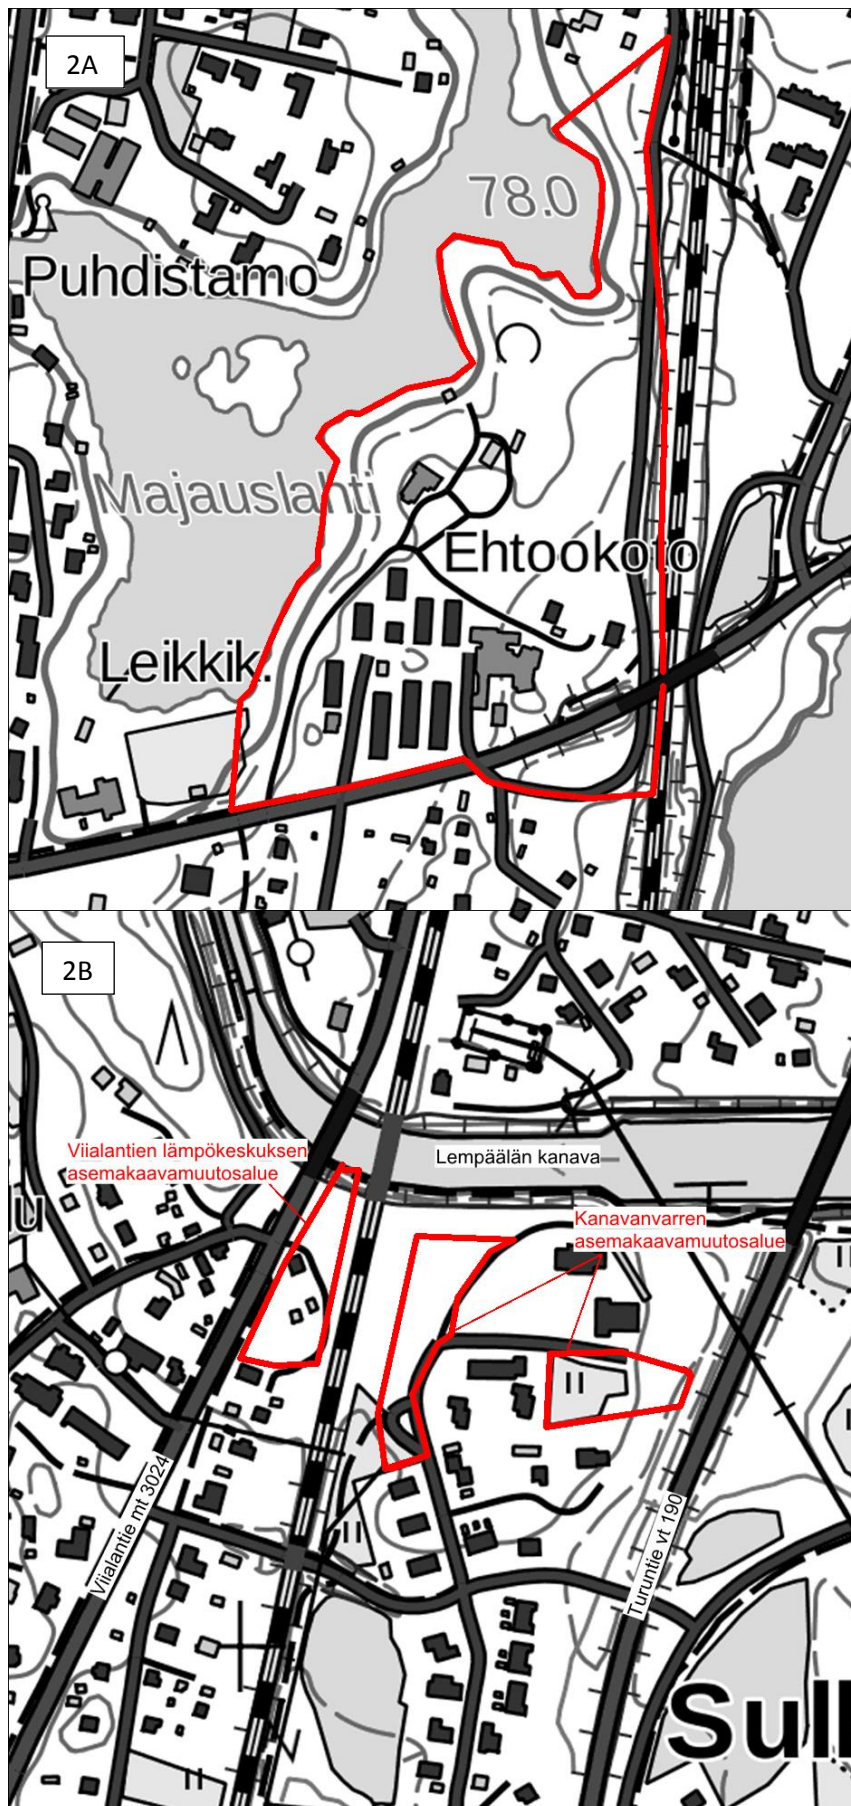 2A
78.0
Puhdistamo
Majauslahti
Ehtookoto
Leikkik.
2B
Viialantien lämpökeskuksen
asemakaavamuutosalue
Lempäälän kanava
lu
Kanavanvarren
asemakaavamuutosalue
Viialantie mt 3024
Turuntie vt 190
Sull